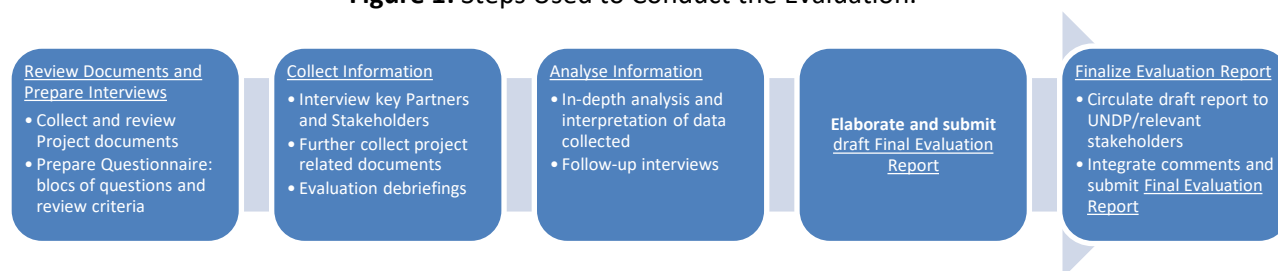 Figure 1. Steps Used to Conduct the Evaluation.
Review Documents and
Prepare Interviews
• Collect and review
Project documents
• Prepare Questionnaire:
blocs of questions and
review criteria
Collect Information
• Interview key Partners
and Stakeholders
• Further collect project
related documents
• Evaluation debriefings
Analyse Information
• In-depth analysis and
interpretation of data
collected
• Follow-up interviews
Elaborate and submit
draft Final Evaluation
Report
Finalize Evaluation Report
• Circulate draft report to
UNDP/relevant
stakeholders
• Integrate comments and
submit Final Evaluation
Report